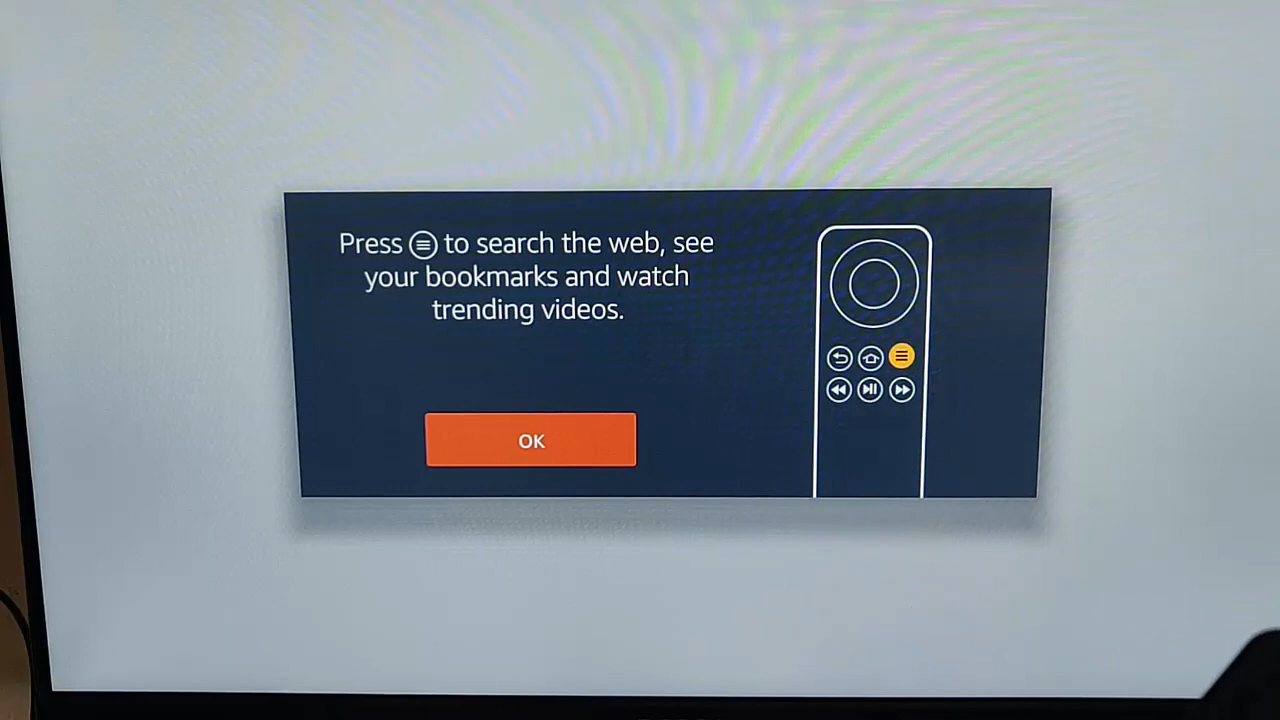 Press ☰ to search the web, see
your bookmarks and watch
trending videos.
OK